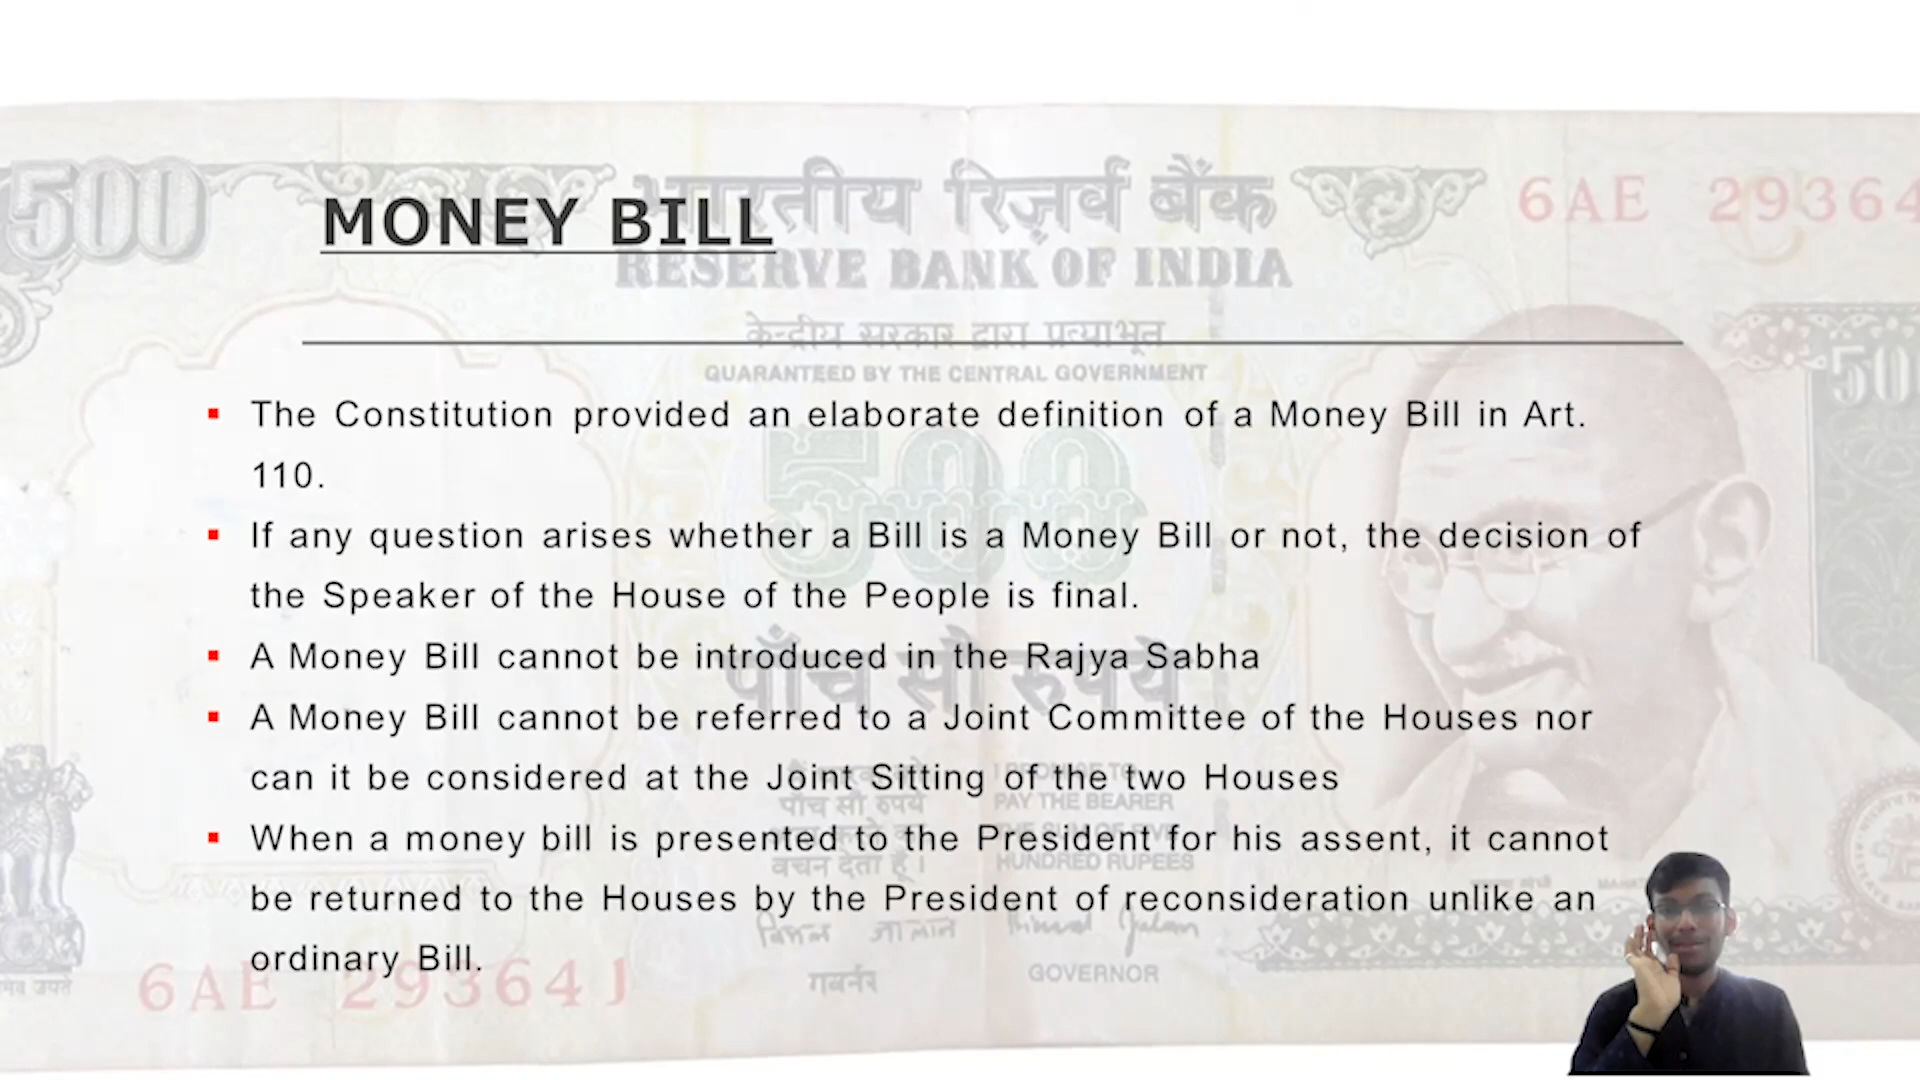 500
भारतीय रिज़र्व बैंक
6AE 29364
MONEY BILL
RESERVE BANK OF INDIA
केन्द्रीय सरकार द्वारा प्रत्याभूत
GUARANTEED BY THE CENTRAL GOVERNMENT
▪ The Constitution provided an elaborate definition of a Money Bill in Art.
110.
500
▪ If any question arises whether a Bill is a Money Bill or not, the decision of
the Speaker of the House of the People is final.
▪ A Money Bill cannot be introduced in the Rajya Sabha
पाँच सौ रुपये
▪ A Money Bill cannot be referred to a Joint Committee of the Houses nor
can it be considered at the Joint Sitting of the two Houses
पाँच सौ रुपये
PAY THE BEARER
▪ When a money bill is presented to the President for his assent, it cannot
वचन देता हूँ।
HUNDRED RUPEES
be returned to the Houses by the President of reconsideration unlike an
ordinary Bill.
6AE 293641
गवर्नर
GOVERNOR